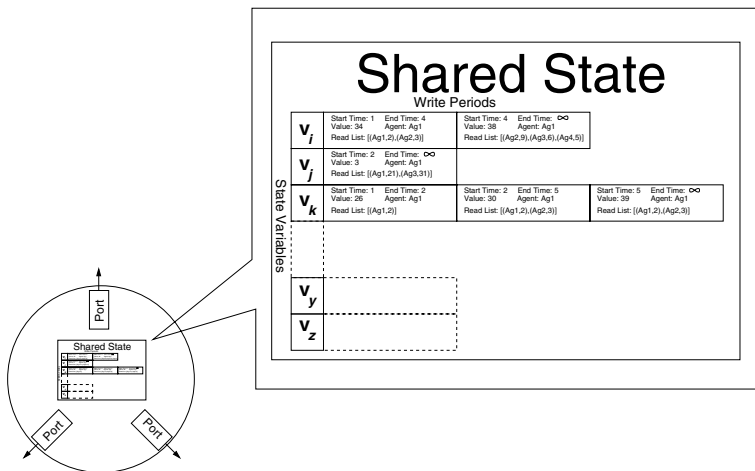 Shared State
Write Periods
State Variables
v i
Start Time: 1 End Time: 4
Value: 34 Agent: Ag1
Read List: [(Ag1,2),(Ag2,3)]
Start Time: 4 End Time: ∞
Value: 38 Agent: Ag1
Read List: [(Ag2,9),(Ag3,6),(Ag4,5)]
v j
Start Time: 2 End Time: ∞
Value: 3 Agent: Ag1
Read List: [(Ag1,21),(Ag3,31)]
v k
Start Time: 1 End Time: 2
Value: 26 Agent: Ag1
Read List: [(Ag1,2)]
Start Time: 2 End Time: 5
Value: 30 Agent: Ag1
Read List: [(Ag1,2),(Ag2,3)]
Start Time: 5 End Time: ∞
Value: 39 Agent: Ag1
Read List: [(Ag1,2),(Ag2,3)]
v y
v z
Port
Shared State
Port
Port